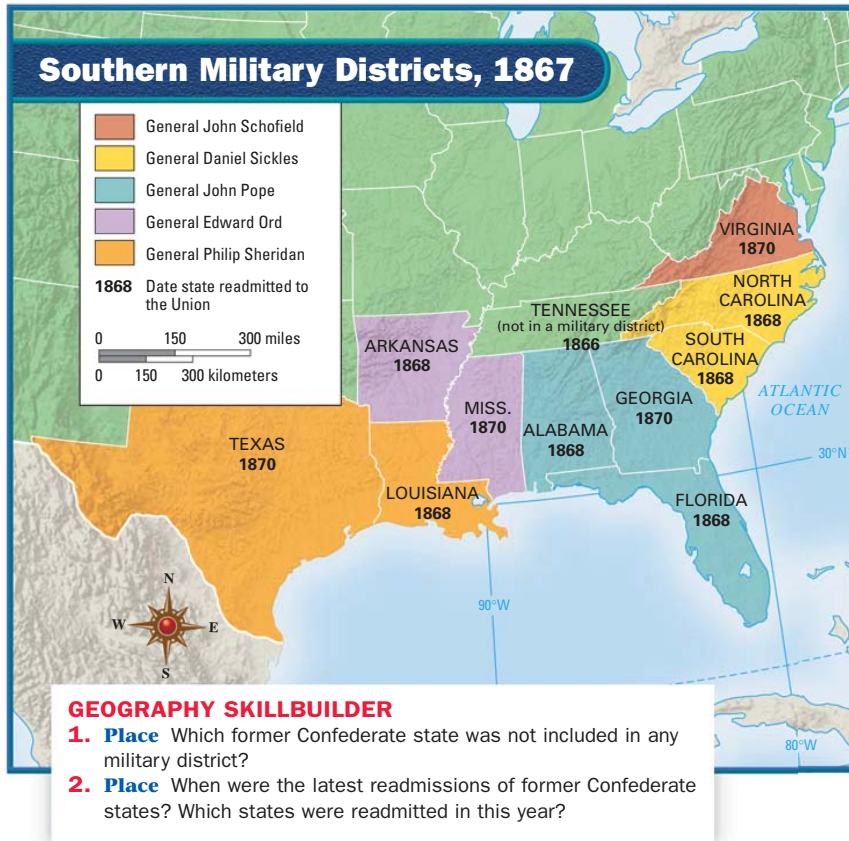 Southern Military Districts, 1867
General John Schofield
General Daniel Sickles
General John Pope
General Edward Ord
General Philip Sheridan
1868 Date state readmitted to
the Union
0 150 300 miles
0 150 300 kilometers
VIRGINIA
1870
NORTH
CAROLINA
1868
TENNESSEE
(not in a military district)
1866
SOUTH
CAROLINA
1868
ARKANSAS
1868
MISS.
1870
ALABAMA
1868
GEORGIA
1870
ATLANTIC
OCEAN
TEXAS
1870
30°N
LOUISIANA
1868
FLORIDA
1868
N
W E
S
90°W
80°W
GEOGRAPHY SKILLBUILDER
1. Place Which former Confederate state was not included in any
military district?
2. Place When were the latest readmissions of former Confederate
states? Which states were readmitted in this year?